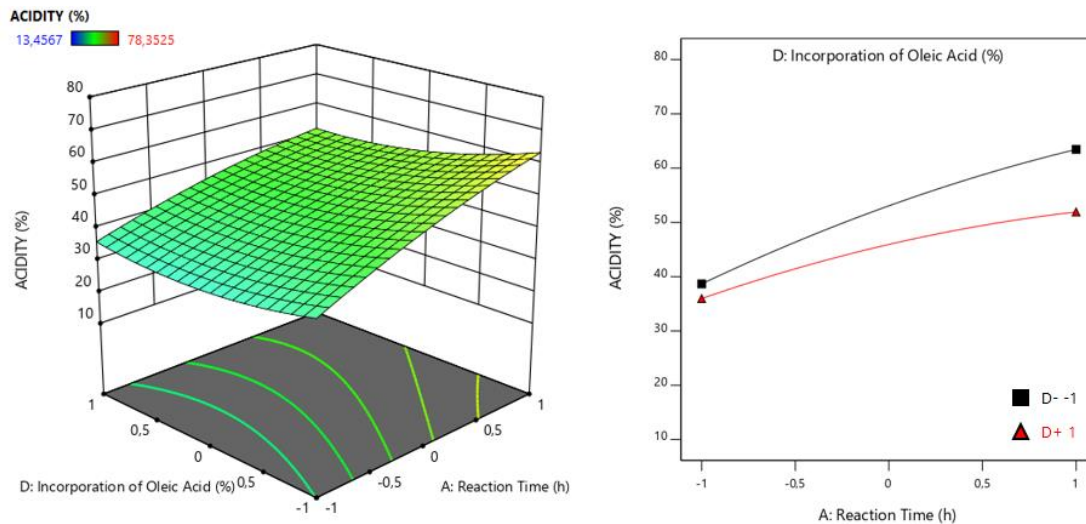 ACIDITY (%)
13,4567 78,3525
80
70
60
50
40
30
20
10
ACIDITY (%)
1
0,5
0
0,5
-1
D: Incorporation of Oleic Acid (%)
-1
-0,5
0
0,5
1
A: Reaction Time (h)
D: Incorporation of Oleic Acid (%)
80
70
60
50
40
30
20
10
ACIDITY (%)
D- -1
D+ 1
-1 -0,5 0 0,5 1
A: Reaction Time (h)